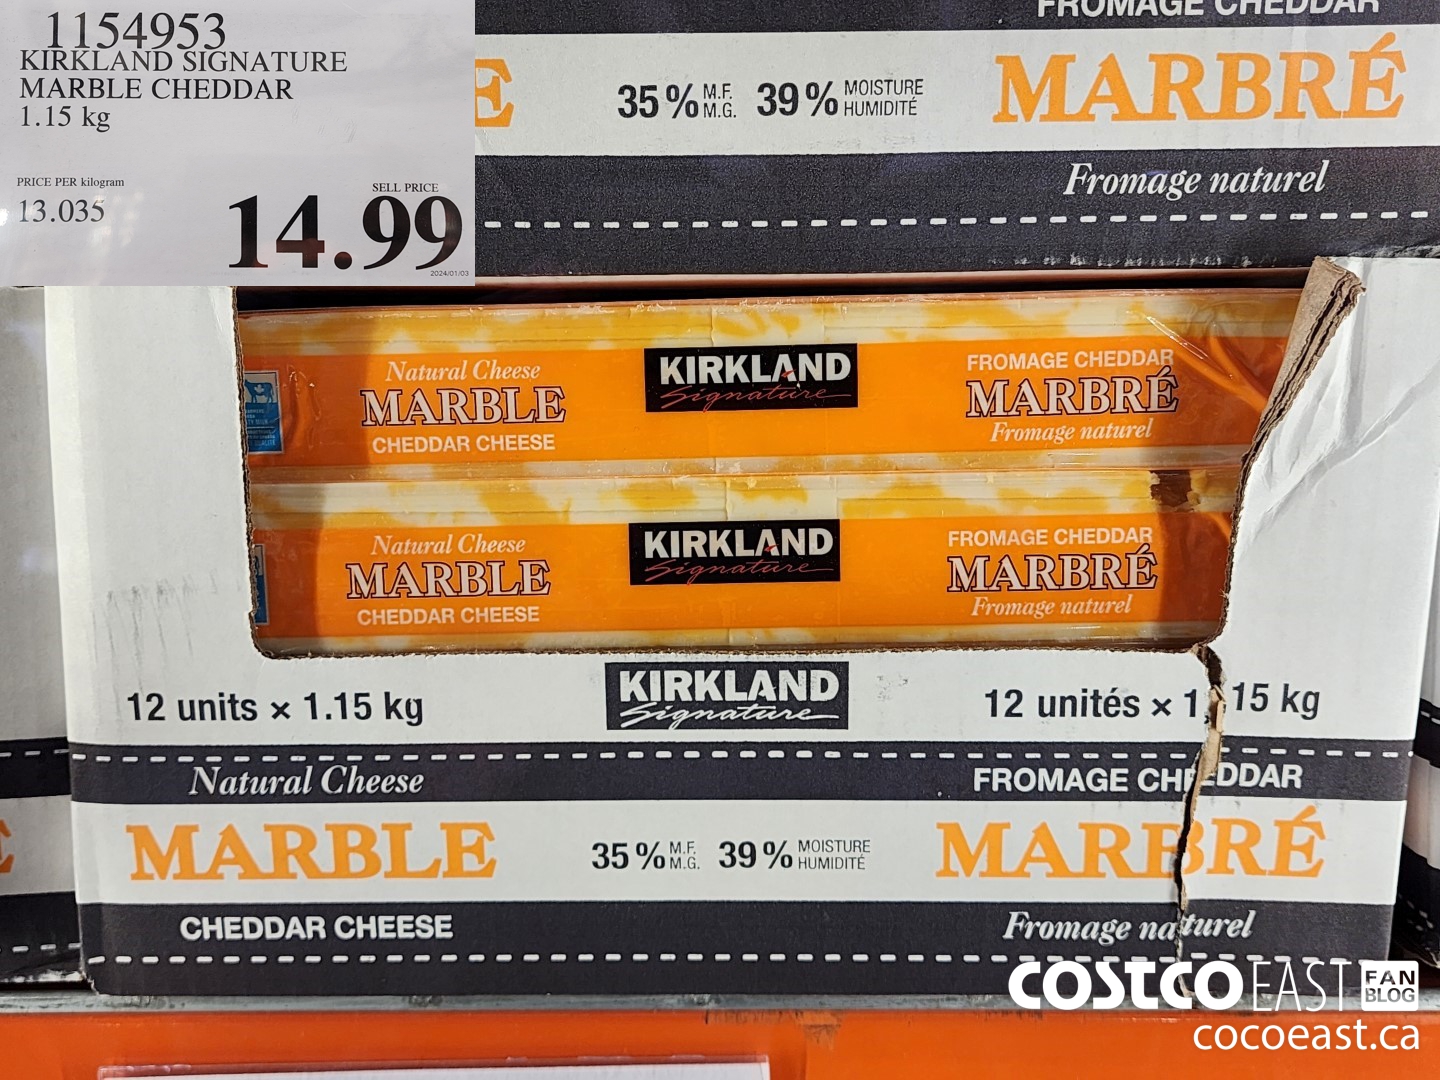 1154953
KIRKLAND SIGNATURE
MARBLE CHEDDAR
1.15 kg
PRICE PER kilogram
13.035
SELL PRICE
14.99
2024/01/03
FROMAGE CHEDDAR
35% M.F. M.G. 39% MOISTURE HUMIDITÉ
MARBRÉ
Fromage naturel
Natural Cheese
MARBLE
CHEDDAR CHEESE
KIRKLAND
Signature
FROMAGE CHEDDAR
MARBRÉ
Fromage naturel
Natural Cheese
MARBLE
CHEDDAR CHEESE
KIRKLAND
Signature
FROMAGE CHEDDAR
MARBRÉ
Fromage naturel
12 units × 1.15 kg
KIRKLAND
Signature
12 unités × 1,15 kg
Natural Cheese
MARBLE
CHEDDAR CHEESE
35% M.F. M.G. 39% MOISTURE HUMIDITÉ
FROMAGE CHEDDAR
MARBRÉ
Fromage naturel
COSTCO EAST FAN BLOG
cocoeast.ca